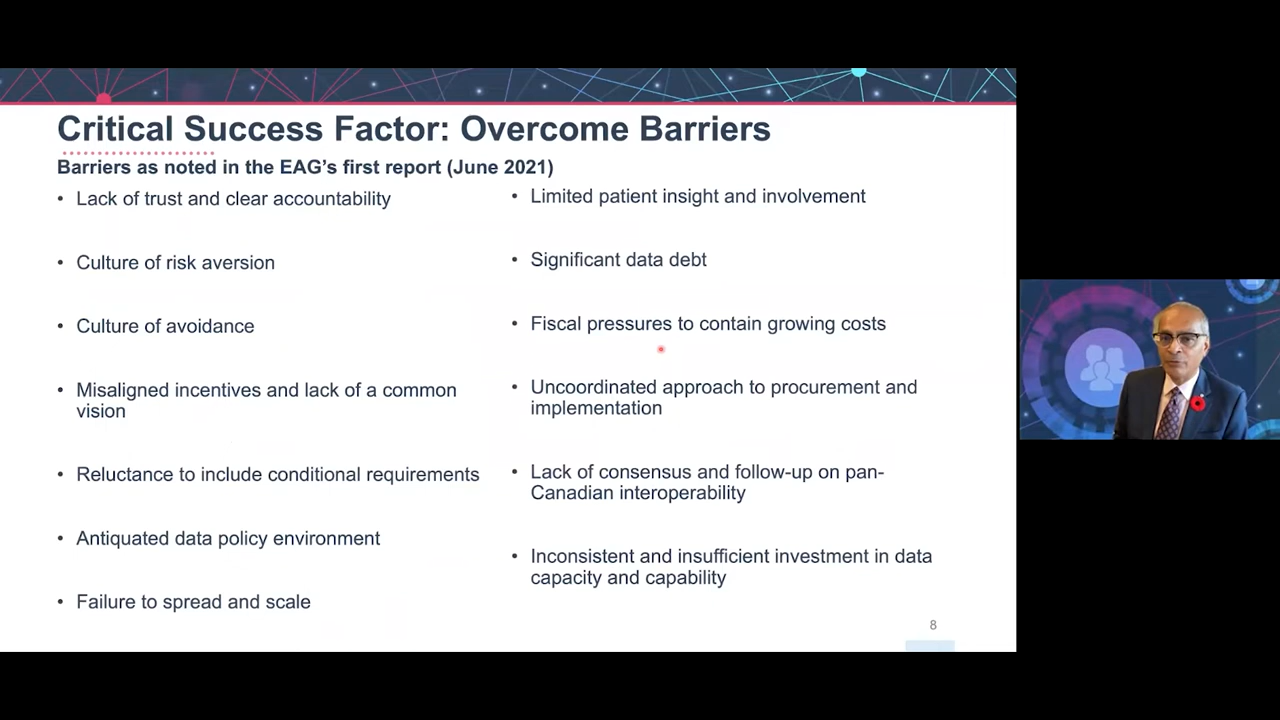 Critical Success Factor: Overcome Barriers
Barriers as noted in the EAG's first report (June 2021)
• Lack of trust and clear accountability
• Culture of risk aversion
• Culture of avoidance
• Misaligned incentives and lack of a common
vision
• Reluctance to include conditional requirements
• Antiquated data policy environment
• Failure to spread and scale
• Limited patient insight and involvement
• Significant data debt
• Fiscal pressures to contain growing costs
• Uncoordinated approach to procurement and
implementation
• Lack of consensus and follow-up on pan-
Canadian interoperability
• Inconsistent and insufficient investment in data
capacity and capability
8